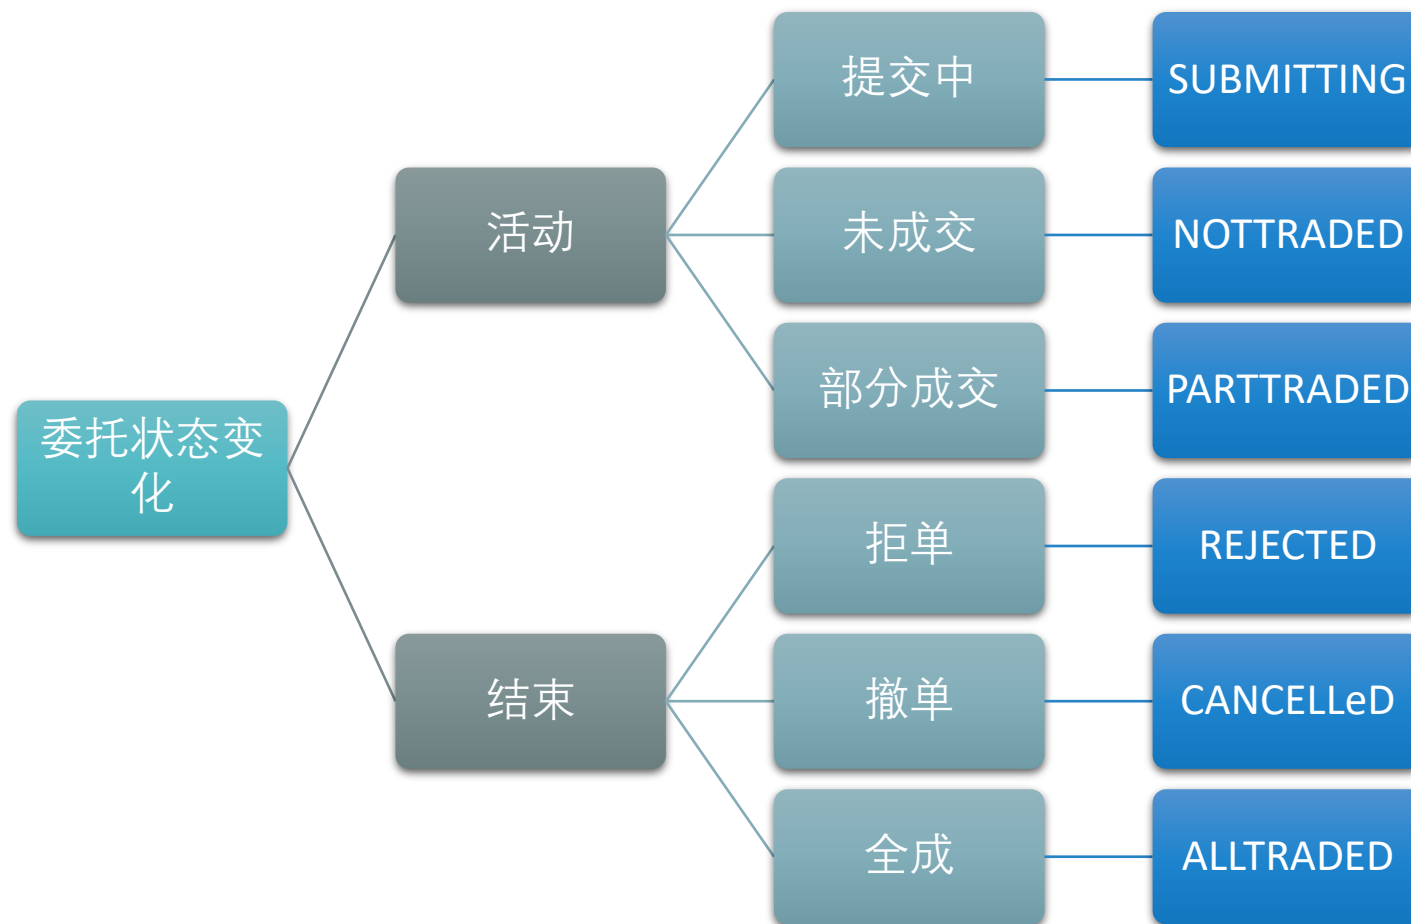 委托状态变
化
活动
提交中
SUBMITTING
未成交
NOTTRADED
部分成交
PARTTRADED
结束
拒单
REJECTED
撤单
CANCELLeD
全成
ALLTRADED